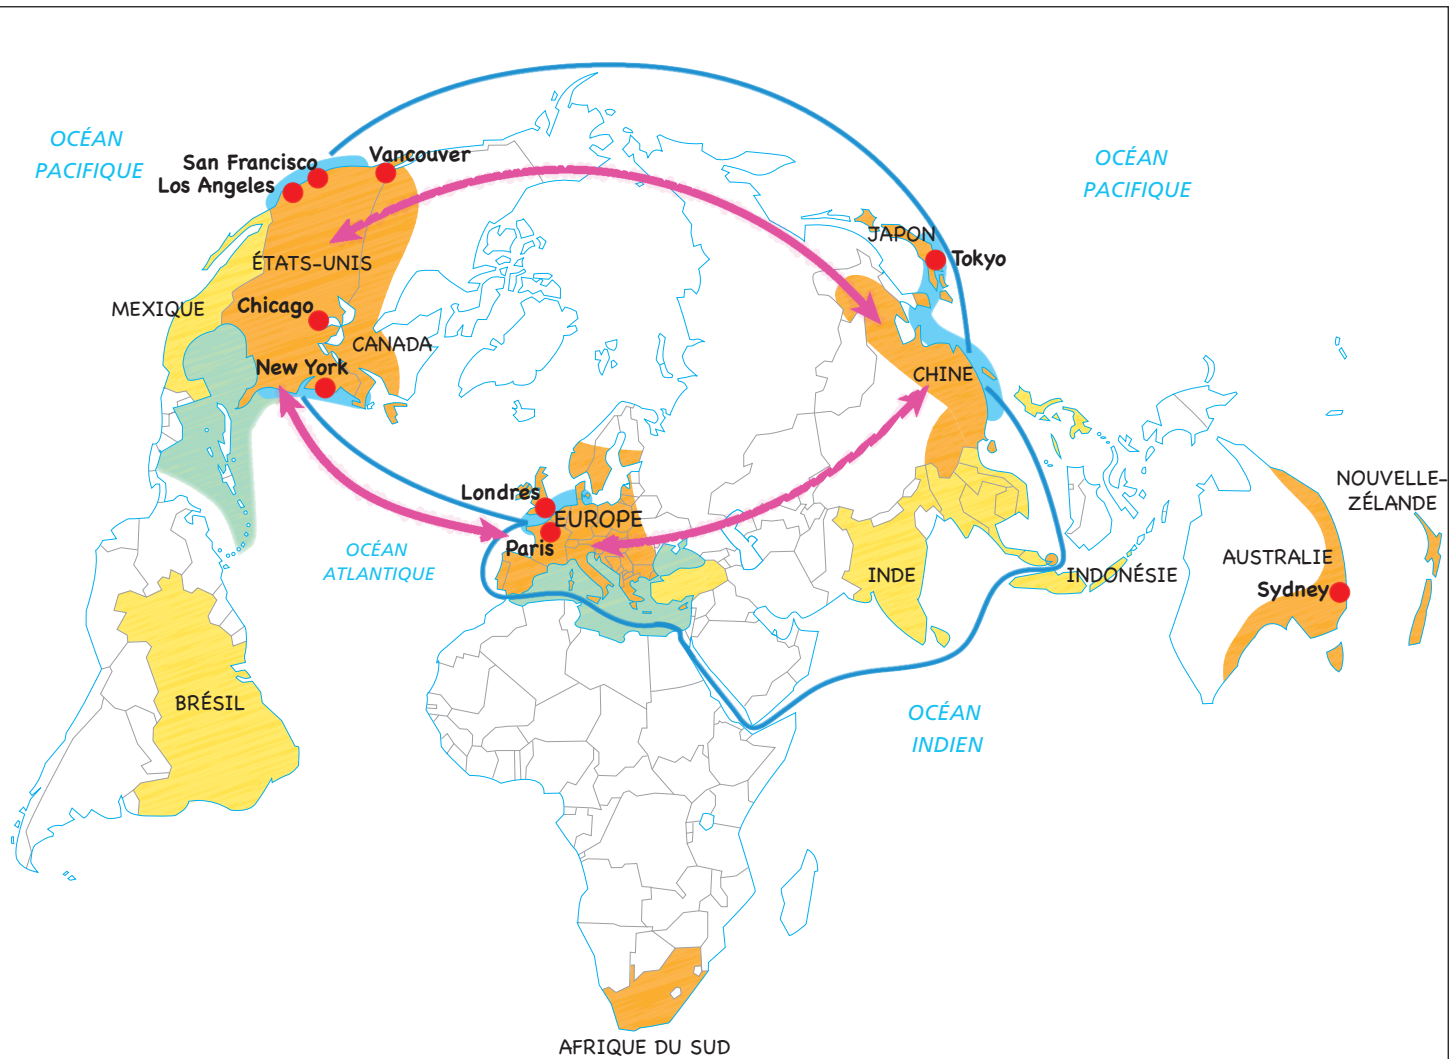 OCÉAN
PACIFIQUE
San Francisco
Los Angeles
Vancouver
OCÉAN
PACIFIQUE
JAPON
Tokyo
ÉTATS-UNIS
MEXIQUE
Chicago
CANADA
New York
CHINE
Londres
EUROPE
Paris
OCÉAN
ATLANTIQUE
INDE
INDONÉSIE
AUSTRALIE
Sydney
NOUVELLE-
ZÉLANDE
BRÉSIL
OCÉAN
INDIEN
AFRIQUE DU SUD